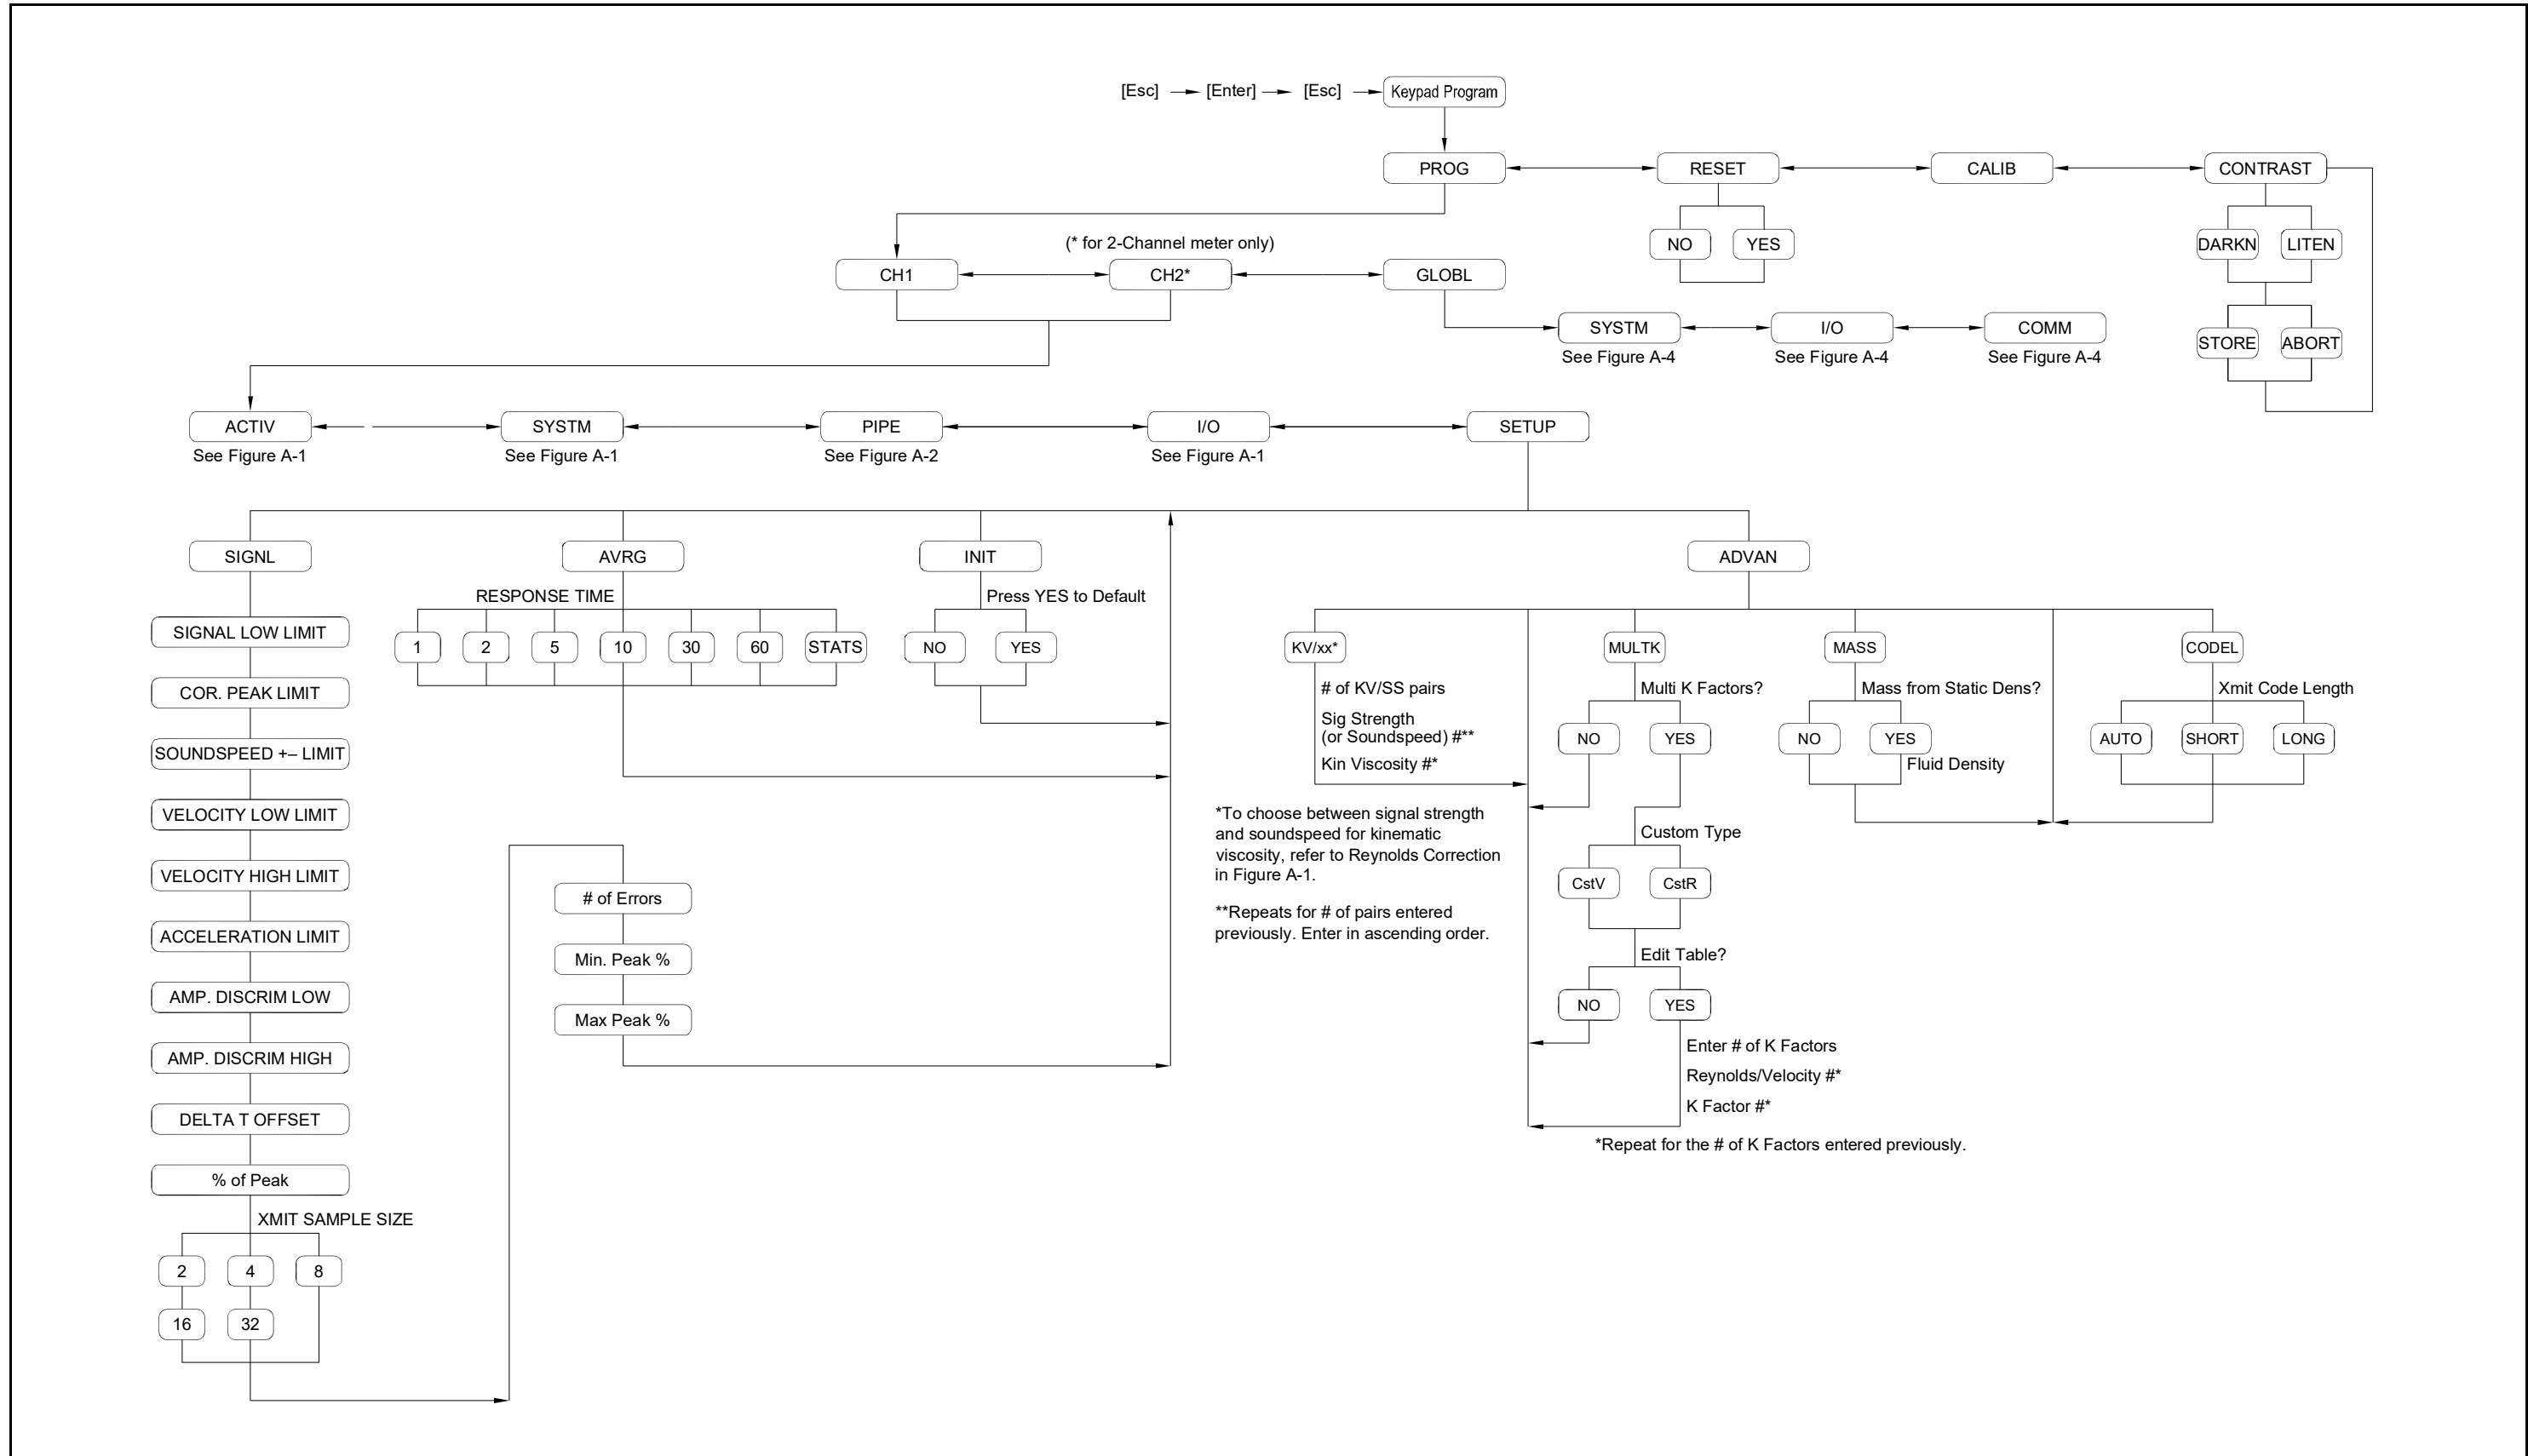 [Esc] [Enter] [Esc] Keypad Program
PROG RESET CALIB CONTRAST
NO YES DARKN LITEN
(* for 2-Channel meter only)
CH1 CH2* GLOBL
SYSTM I/O COMM
STORE ABORT
See Figure A-4 See Figure A-4 See Figure A-4
ACTIV SYSTM PIPE I/O SETUP
See Figure A-1 See Figure A-1 See Figure A-2 See Figure A-1
SIGNL AVRG INIT ADVAN
SIGNAL LOW LIMIT
COR. PEAK LIMIT
SOUNDSPEED +– LIMIT
VELOCITY LOW LIMIT
VELOCITY HIGH LIMIT
ACCELERATION LIMIT
AMP. DISCRIM LOW
AMP. DISCRIM HIGH
DELTA T OFFSET
% of Peak
XMIT SAMPLE SIZE
2 4 8
16 32
# of Errors
Min. Peak %
Max Peak %
RESPONSE TIME
1 2 5 10 30 60 STATS
Press YES to Default
NO YES
KV/xx* MULTK MASS CODEL
# of KV/SS pairs
Sig Strength
(or Soundspeed) #**
Kin Viscosity #*
*To choose between signal strength
and soundspeed for kinematic
viscosity, refer to Reynolds Correction
in Figure A-1.
**Repeats for # of pairs entered
previously. Enter in ascending order.
Multi K Factors?
NO YES
Custom Type
CstV CstR
Edit Table?
NO YES
Enter # of K Factors
Reynolds/Velocity #*
K Factor #*
*Repeat for the # of K Factors entered previously.
Mass from Static Dens?
NO YES
Fluid Density
Xmit Code Length
AUTO SHORT LONG